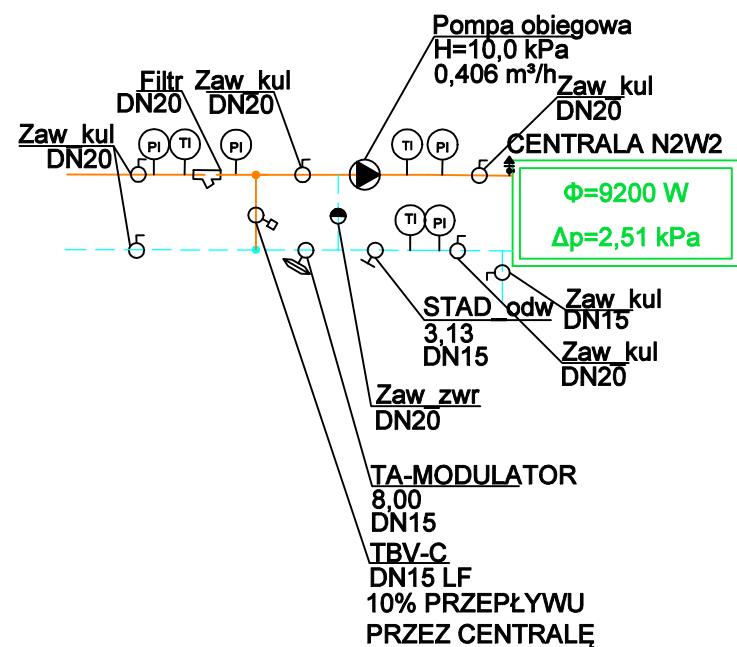 Pompa obiegowa
H=10,0 kPa
0,406 m³/h
Filtr
DN20
Zaw_kul
DN20
Zaw_kul
DN20
Zaw_kul
DN20
CENTRALA N2W2
PI
TI
PI
TI
PI
Φ=9200 W
Δp=2,51 kPa
TI
PI
STAD_odw
3,13
DN15
Zaw_kul
DN15
Zaw_kul
DN20
Zaw_zwr
DN20
TA-MODULATOR
8,00
DN15
TBV-C
DN15 LF
10% PRZEPŁYWU
PRZEZ CENTRALĘ